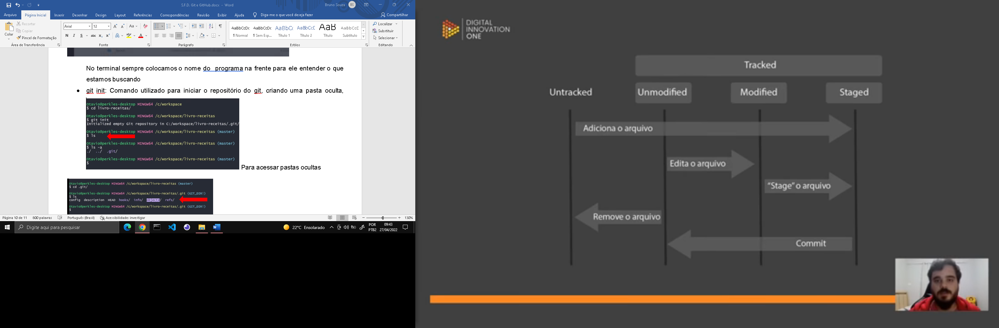 S.F.D. Git e GitHub.docx - Word
Bruno Souza
BS
Arquivo
Página Inicial
Inserir
Desenhar
Design
Layout
Referências
Correspondências
Revisão
Exibir
Ajuda
Diga-me o que você deseja fazer
Compartilhar
Colar
Recortar
Copiar
Pincel de Formatação
Área de Transferência
Arial
12
Aa
N I S abc x₂ x²
A
Fonte
Parágrafo
AaBbCcDc
¶ Normal
AaBbCcDc
¶ Sem Esp...
AaBbC(
Título 1
AaBbCcE
Título 2
AaB
Título
AaBbCcD
Subtítulo
Estilos
Localizar
Substituir
Selecionar
Editando
No terminal sempre colocamos o nome do programa na frente para ele entender o que
estamos buscando
• git init: Comando utilizado para iniciar o repositório do git, criando uma pasta oculta,
Otavio@perkles-desktop MINGW64 /c/workspace
$ cd livro-receitas/
Otavio@perkles-desktop MINGW64 /c/workspace/livro-receitas
$ git init
Initialized empty Git repository in C:/workspace/livro-receitas/.git/
Otavio@perkles-desktop MINGW64 /c/workspace/livro-receitas (master)
$ ls
Otavio@perkles-desktop MINGW64 /c/workspace/livro-receitas (master)
$ ls -a
./ ../ .git/
Otavio@perkles-desktop MINGW64 /c/workspace/livro-receitas (master)
$
Para acessar pastas ocultas
Otavio@perkles-desktop MINGW64 /c/workspace/livro-receitas (master)
$ cd .git/
Otavio@perkles-desktop MINGW64 /c/workspace/livro-receitas/.git (GIT_DIR!)
$ ls
config description HEAD hooks/ info/ objects/ refs/
Otavio@perkles-desktop MINGW64 /c/workspace/livro-receitas/.git (GIT_DIR!)
$
Página 10 de 11
800 palavras
Português (Brasil)
Acessibilidade: investigar
130%
Digite aqui para pesquisar
22°C Ensolarado
POR
PTB2
09:43
27/04/2022
DIGITAL
INNOVATION
ONE
Tracked
Untracked
Unmodified
Modified
Staged
Adiciona o arquivo
Edita o arquivo
"Stage" o arquivo
Remove o arquivo
Commit